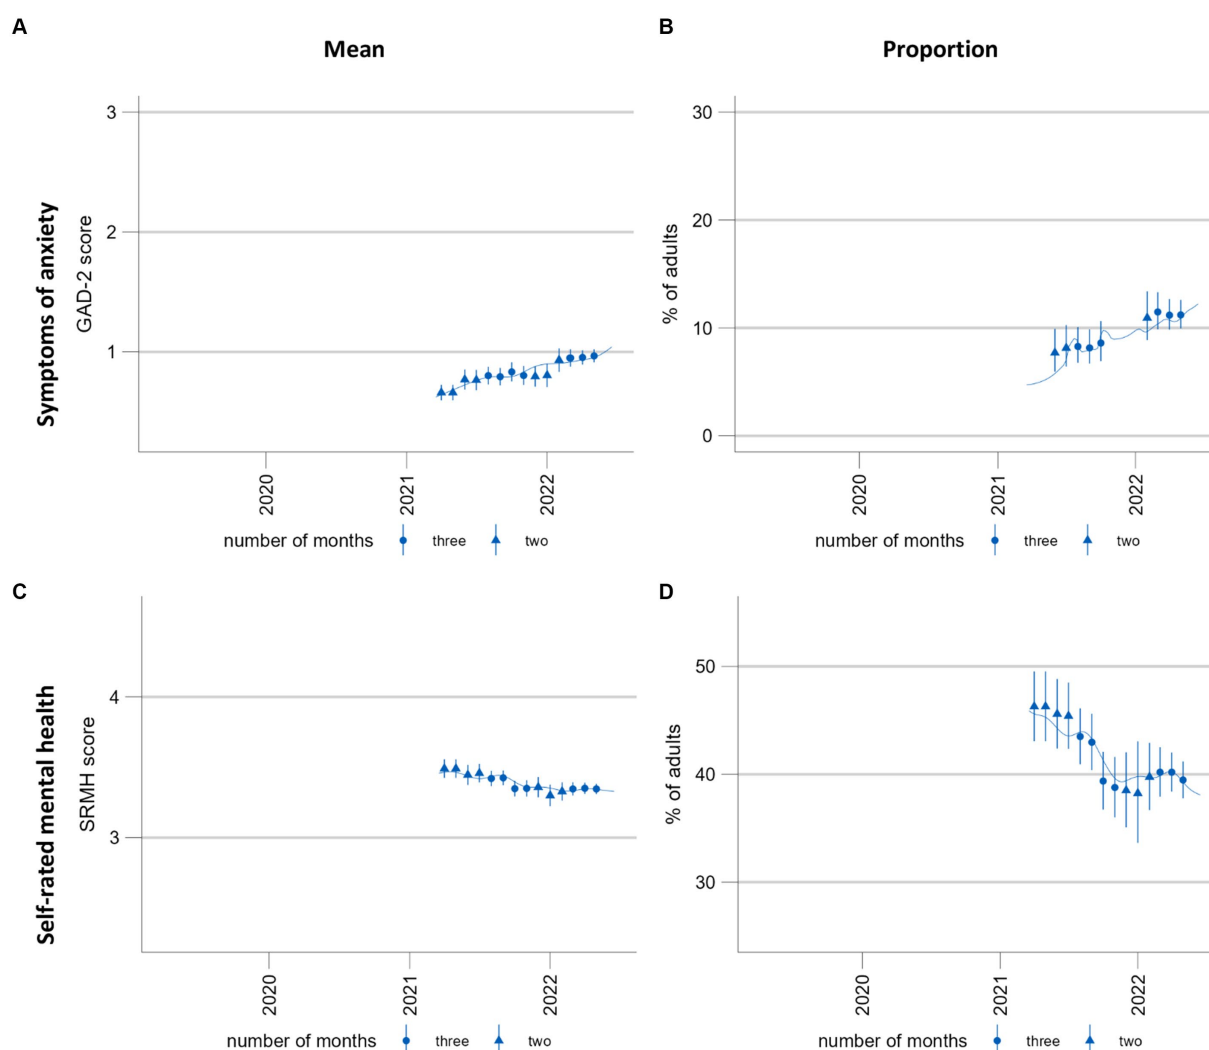 A
Mean
Symptoms of anxiety
GAD-2 score
3
2
1
2020
2021
2022
number of months three two
B
Proportion
% of adults
30
20
10
0
2020
2021
2022
number of months three two
C
Self-rated mental health
SRMH score
4
3
2020
2021
2022
number of months three two
D
% of adults
50
40
30
2020
2021
2022
number of months three two